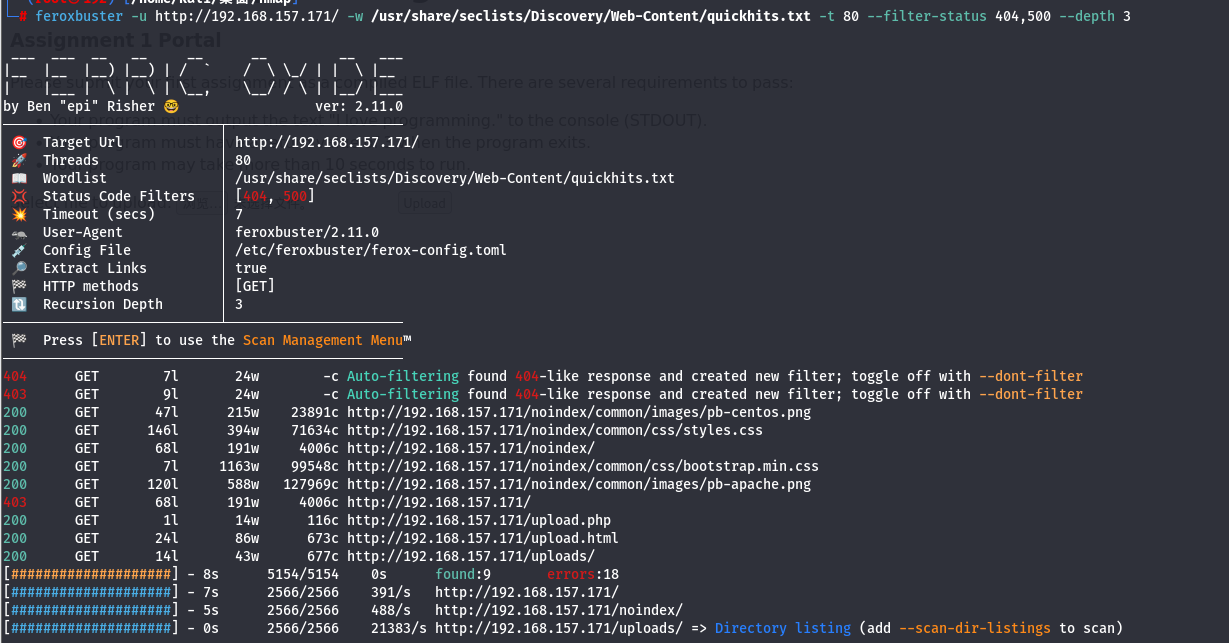 feroxbuster -u http://192.168.157.171/ -w /usr/share/seclists/Discovery/Web-Content/quickhits.txt -t 80 --filter-status 404,500 --depth 3
Assignment 1 Portal
by Ben "epi" Risher 🤓 ver: 2.11.0
🎯 Target Url │ http://192.168.157.171/
🚀 Threads │ 80
📖 Wordlist │ /usr/share/seclists/Discovery/Web-Content/quickhits.txt
💢 Status Code Filters │ [404, 500]
💥 Timeout (secs) │ 7
🦡 User-Agent │ feroxbuster/2.11.0
💉 Config File │ /etc/feroxbuster/ferox-config.toml
🔎 Extract Links │ true
🏁 HTTP methods │ [GET]
🔃 Recursion Depth │ 3
Upload
🏁 Press [ENTER] to use the Scan Management Menu™
404 GET 7l 24w -c Auto-filtering found 404-like response and created new filter; toggle off with --dont-filter
403 GET 9l 24w -c Auto-filtering found 404-like response and created new filter; toggle off with --dont-filter
200 GET 47l 215w 23891c http://192.168.157.171/noindex/common/images/pb-centos.png
200 GET 146l 394w 71634c http://192.168.157.171/noindex/common/css/styles.css
200 GET 68l 191w 4006c http://192.168.157.171/noindex/
200 GET 7l 1163w 99548c http://192.168.157.171/noindex/common/css/bootstrap.min.css
200 GET 120l 588w 127969c http://192.168.157.171/noindex/common/images/pb-apache.png
403 GET 68l 191w 4006c http://192.168.157.171/
200 GET 1l 14w 116c http://192.168.157.171/upload.php
200 GET 24l 86w 673c http://192.168.157.171/upload.html
200 GET 14l 43w 677c http://192.168.157.171/uploads/
[####################] - 8s 5154/5154 0s found:9 errors:18
[####################] - 7s 2566/2566 391/s http://192.168.157.171/
[####################] - 5s 2566/2566 488/s http://192.168.157.171/noindex/
[####################] - 0s 2566/2566 21383/s http://192.168.157.171/uploads/ => Directory listing (add --scan-dir-listings to scan)